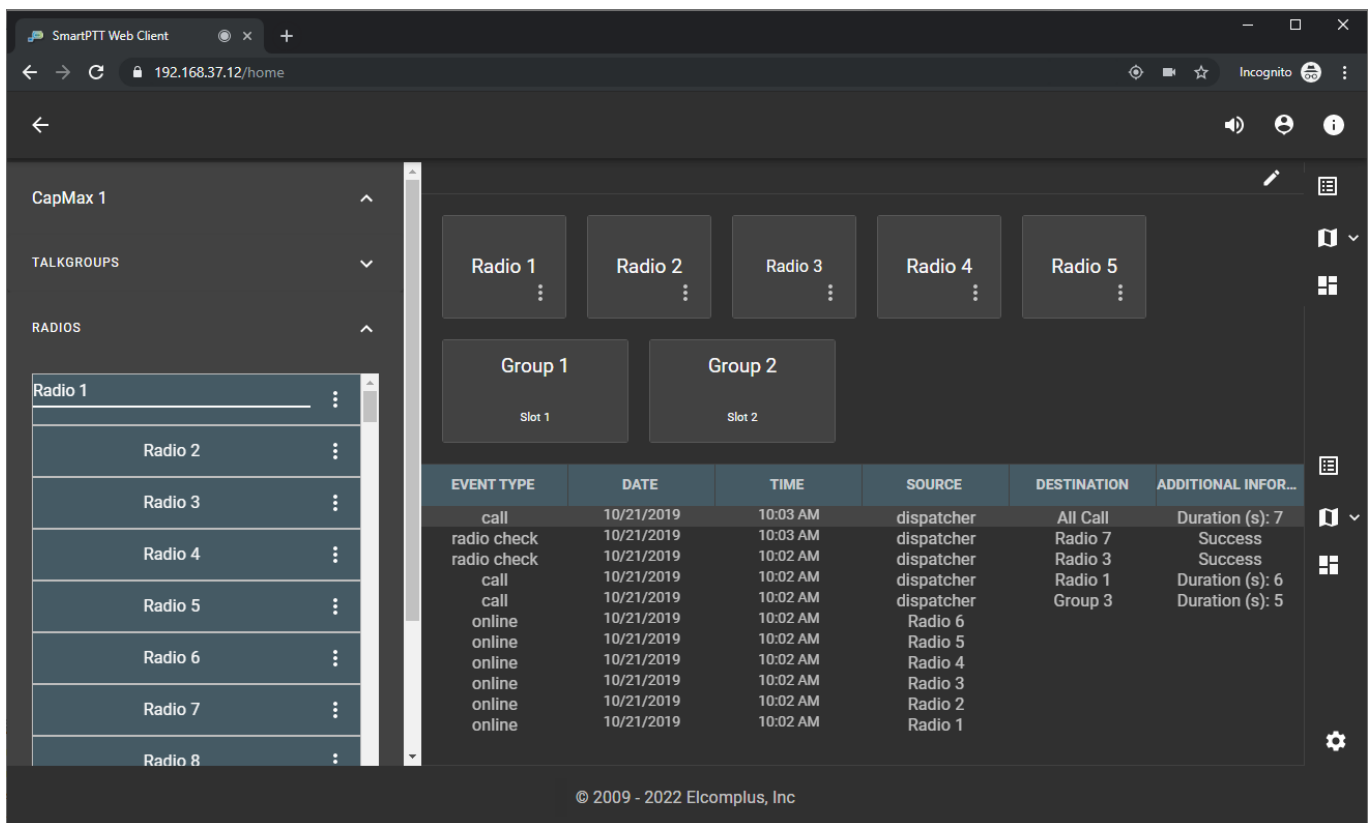 SmartPTT Web Client
192.168.37.12/home
Incognito
CapMax 1
TALKGROUPS
RADIOS
Radio 1
Radio 2
Radio 3
Radio 4
Radio 5
Radio 6
Radio 7
Radio 8
Radio 1 Radio 2 Radio 3 Radio 4 Radio 5
Group 1 Group 2
Slot 1 Slot 2
EVENT TYPE DATE TIME SOURCE DESTINATION ADDITIONAL INFOR...
call 10/21/2019 10:03 AM dispatcher All Call Duration (s): 7
radio check 10/21/2019 10:03 AM dispatcher Radio 7 Success
radio check 10/21/2019 10:02 AM dispatcher Radio 3 Success
call 10/21/2019 10:02 AM dispatcher Radio 1 Duration (s): 6
call 10/21/2019 10:02 AM dispatcher Group 3 Duration (s): 5
online 10/21/2019 10:02 AM Radio 6
online 10/21/2019 10:02 AM Radio 5
online 10/21/2019 10:02 AM Radio 4
online 10/21/2019 10:02 AM Radio 3
online 10/21/2019 10:02 AM Radio 2
online 10/21/2019 10:02 AM Radio 1
© 2009 - 2022 Elcomplus, Inc